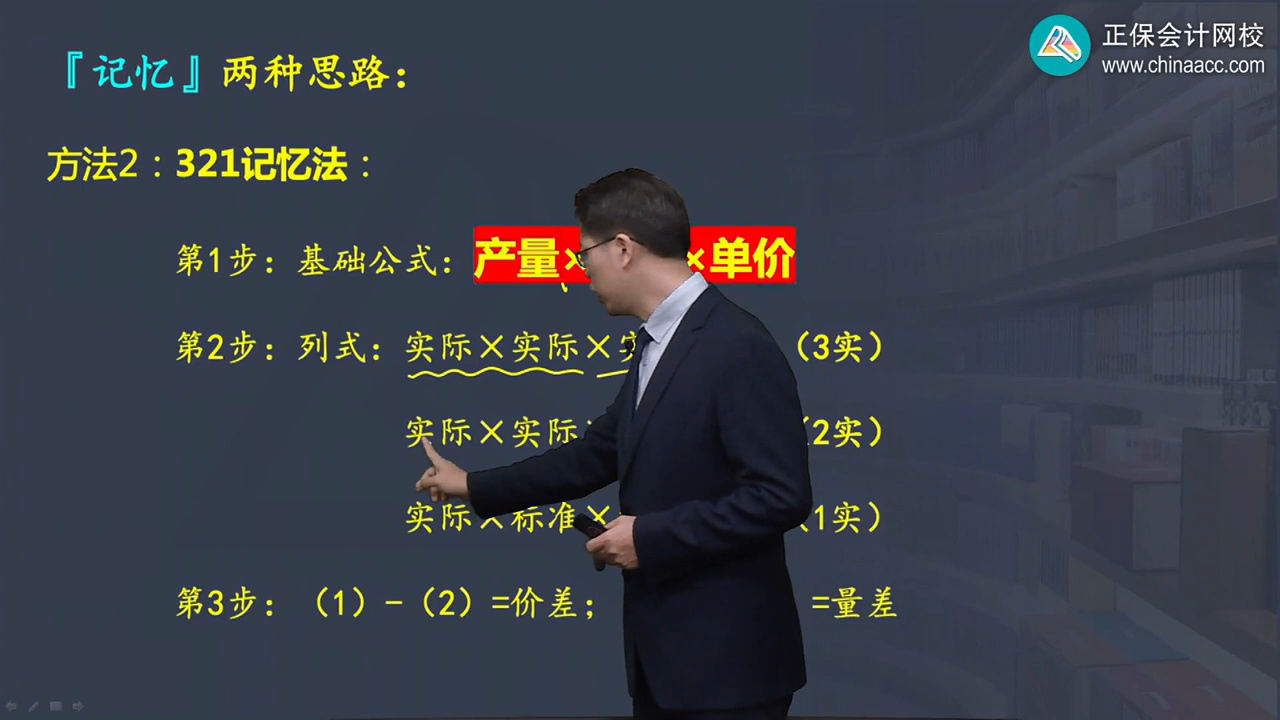 正保会计网校
www.chinaacc.com
『记忆』两种思路：
方法2：321记忆法：
第1步：基础公式：产量× ×单价
第2步：列式：实际×实际× （3实）
实际×实际 （2实）
实际×标准× （1实）
第3步：（1）-（2）=价差； =量差